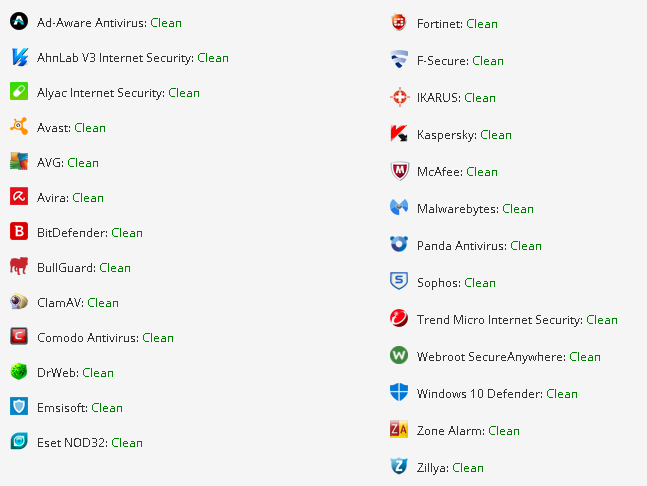 Ad-Aware Antivirus: Clean
AhnLab V3 Internet Security: Clean
Alyac Internet Security: Clean
Avast: Clean
AVG: Clean
Avira: Clean
BitDefender: Clean
BullGuard: Clean
ClamAV: Clean
Comodo Antivirus: Clean
DrWeb: Clean
Emsisoft: Clean
Eset NOD32: Clean
Fortinet: Clean
F-Secure: Clean
IKARUS: Clean
Kaspersky: Clean
McAfee: Clean
Malwarebytes: Clean
Panda Antivirus: Clean
Sophos: Clean
Trend Micro Internet Security: Clean
Webroot SecureAnywhere: Clean
Windows 10 Defender: Clean
Zone Alarm: Clean
Zillya: Clean